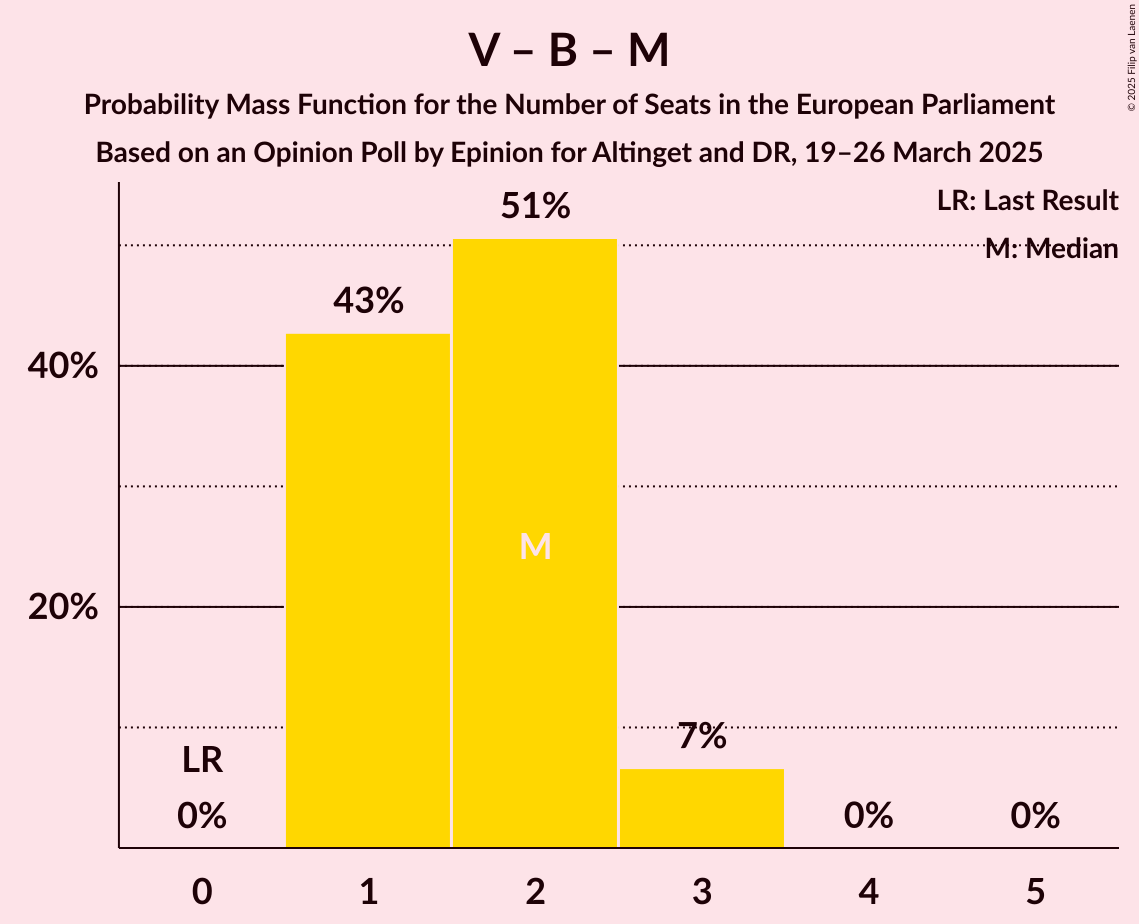 V – B – M
Probability Mass Function for the Number of Seats in the European Parliament
Based on an Opinion Poll by Epinion for Altinget and DR, 19–26 March 2025
© 2025 Filip van Laenen
LR: Last Result
M: Median
51%
43%
40%
M
20%
7%
LR
0%
0%
0%
0
1
2
3
4
5